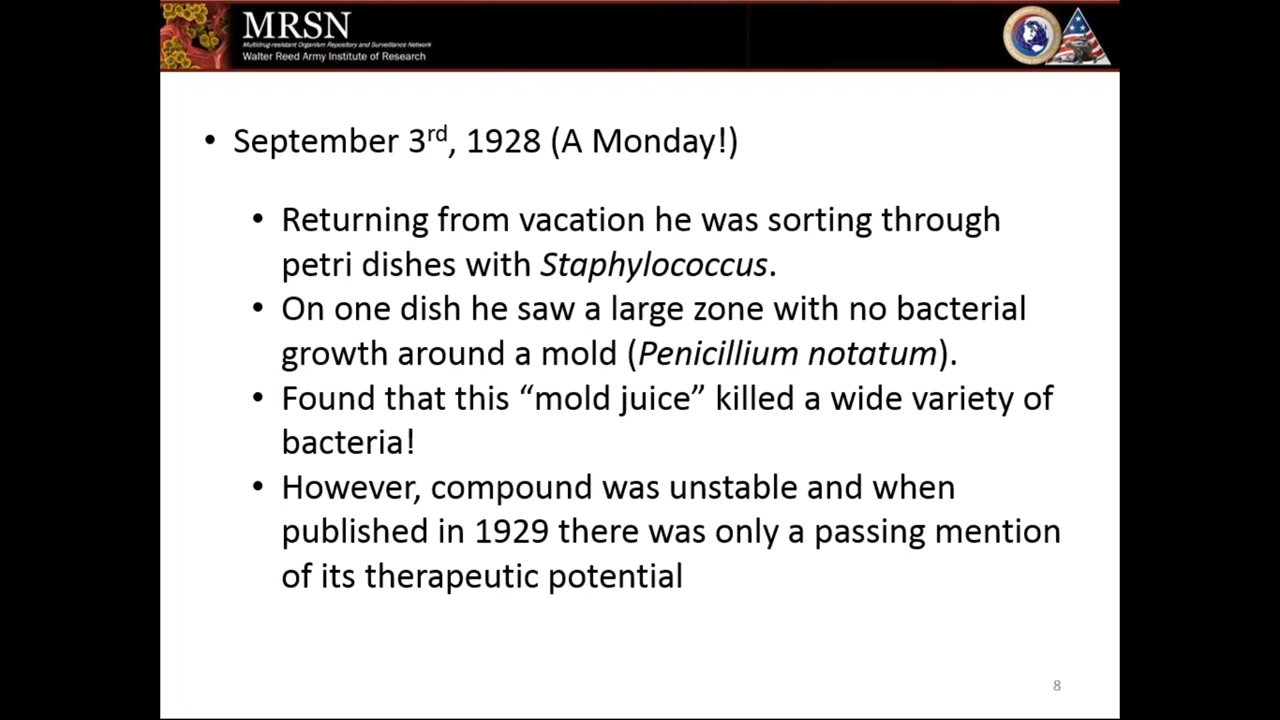 MRSN
Multidrug-resistant Organism Repository and Surveillance Network
Walter Reed Army Institute of Research
• September 3rd, 1928 (A Monday!)
• Returning from vacation he was sorting through
petri dishes with Staphylococcus.
• On one dish he saw a large zone with no bacterial
growth around a mold (Penicillium notatum).
• Found that this “mold juice” killed a wide variety of
bacteria!
• However, compound was unstable and when
published in 1929 there was only a passing mention
of its therapeutic potential
8